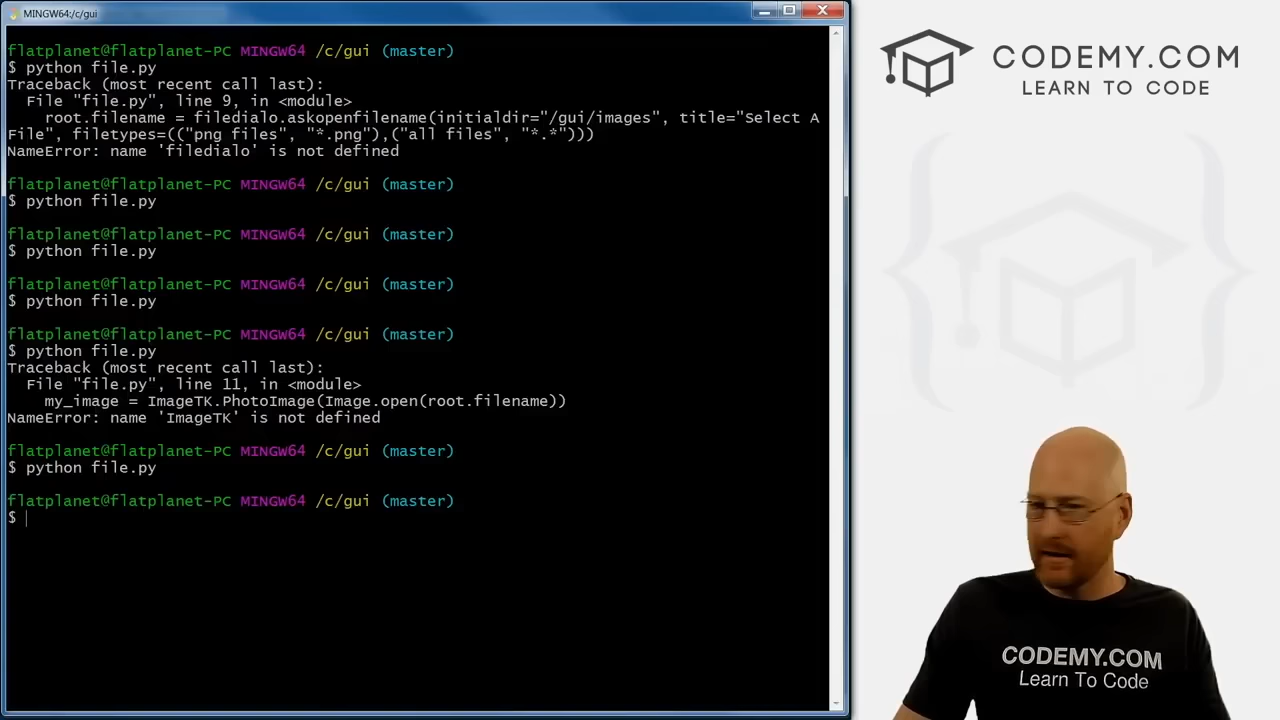 MINGW64:/c/gui
flatplanet@flatplanet-PC MINGW64 /c/gui (master)
$ python file.py
Traceback (most recent call last):
File "file.py", line 9, in <module>
root.filename = filedialo.askopenfilename(initialdir="/gui/images", title="Select A
File", filetypes=(("png files", "*.png"),("all files", "*.*")))
NameError: name 'filedialo' is not defined
flatplanet@flatplanet-PC MINGW64 /c/gui (master)
$ python file.py
flatplanet@flatplanet-PC MINGW64 /c/gui (master)
$ python file.py
flatplanet@flatplanet-PC MINGW64 /c/gui (master)
$ python file.py
flatplanet@flatplanet-PC MINGW64 /c/gui (master)
$ python file.py
Traceback (most recent call last):
File "file.py", line 11, in <module>
my_image = ImageTK.PhotoImage(Image.open(root.filename))
NameError: name 'ImageTK' is not defined
flatplanet@flatplanet-PC MINGW64 /c/gui (master)
$ python file.py
flatplanet@flatplanet-PC MINGW64 /c/gui (master)
$
CODEMY.COM
LEARN TO CODE
CODEMY.COM
Learn To Code